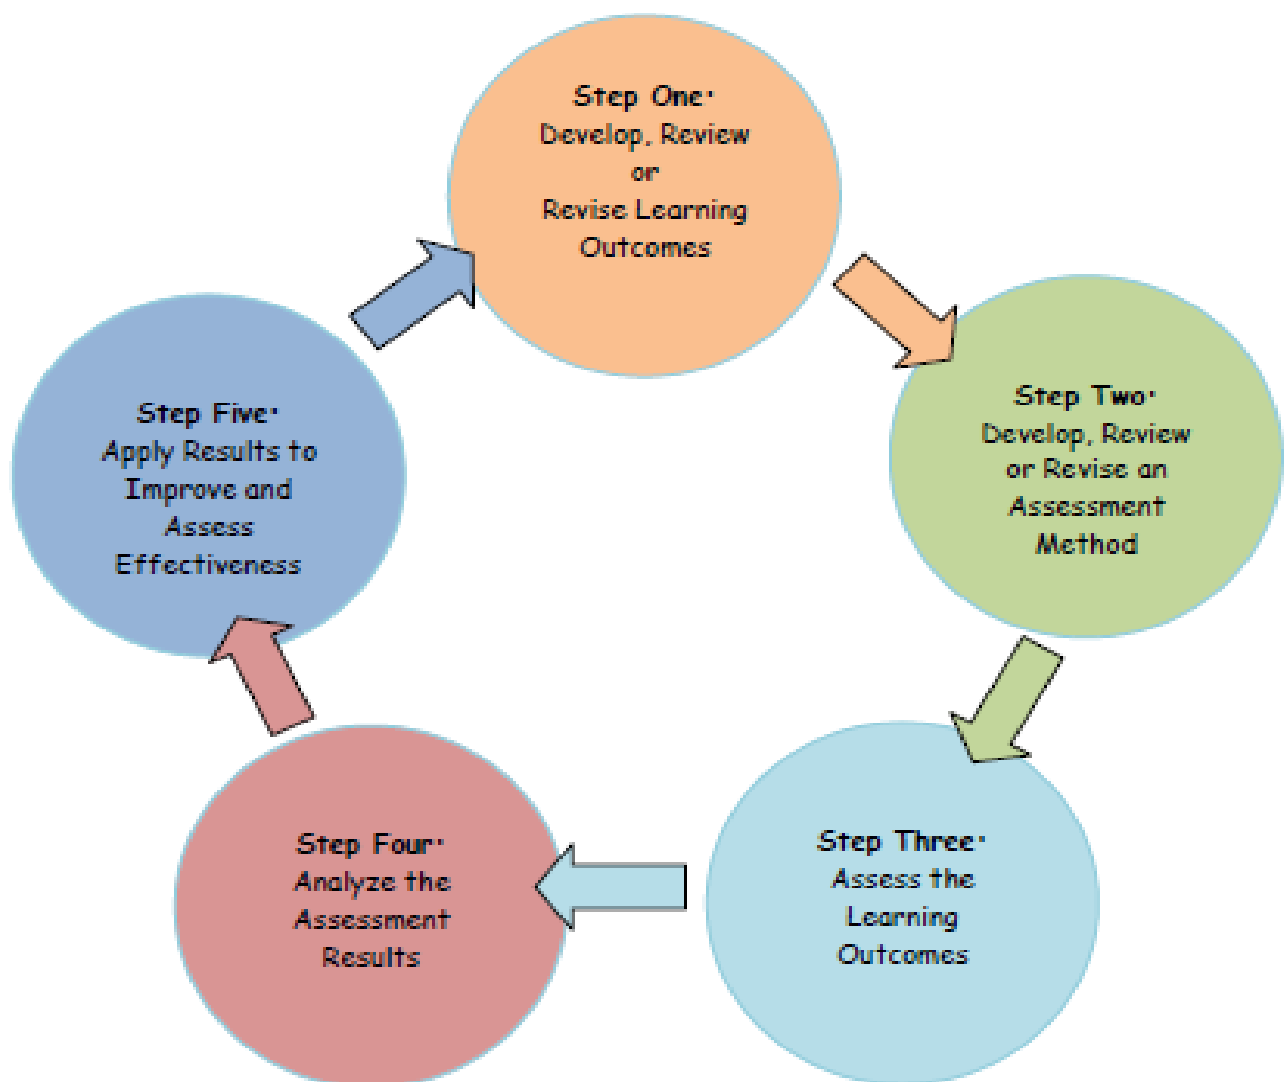 Step One:
Develop, Review
or
Revise Learning
Outcomes
Step Two:
Develop, Review
or Revise an
Assessment
Method
Step Three:
Assess the
Learning
Outcomes
Step Four:
Analyze the
Assessment
Results
Step Five:
Apply Results to
Improve and
Assess
Effectiveness